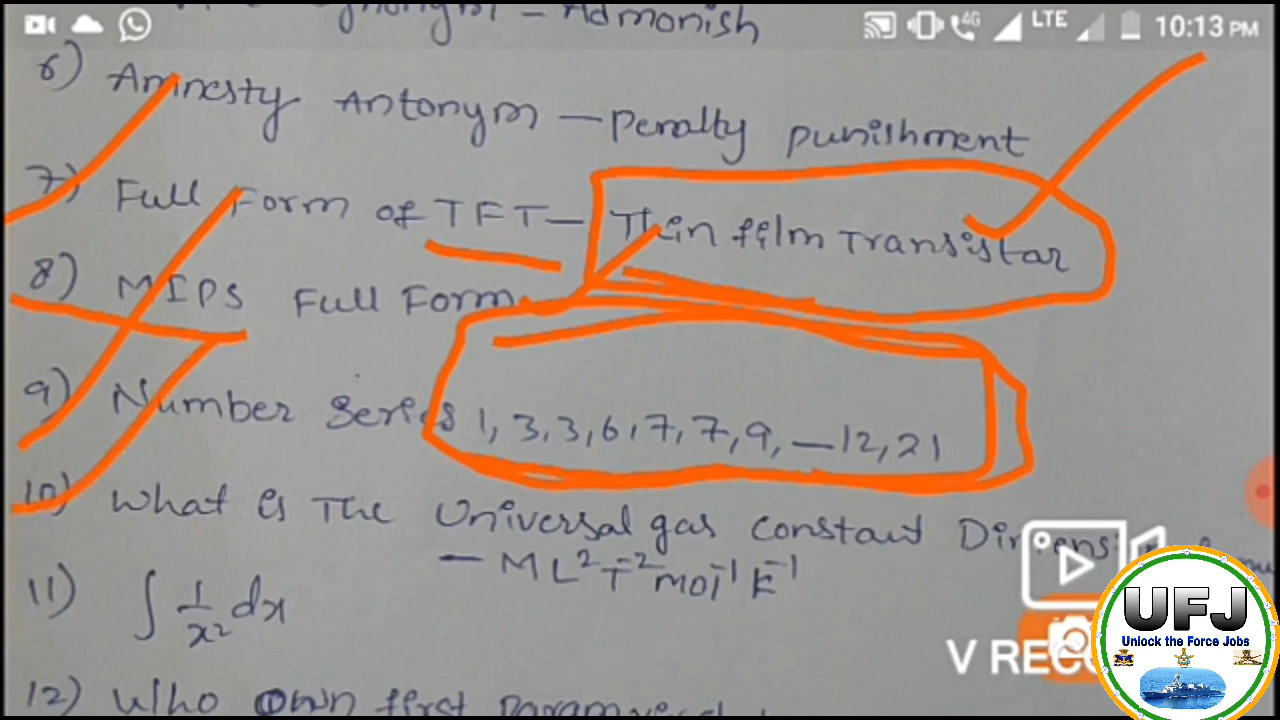 - Admonish
LTE
4G
10:13 PM
6) Amnesty Antonym - Penalty punishment
7) Full Form of TFT - Thin film Transistar
8) MIPS Full Form
9) Number Series 1, 3, 3, 6, 7, 7, 9, — 12, 21
10) What is The Universal gas constant
- ML²T⁻²mol⁻¹K⁻¹
11) ∫ 1/x² dx
12) Who own first
V REC
UFJ
Unlock the Force Jobs